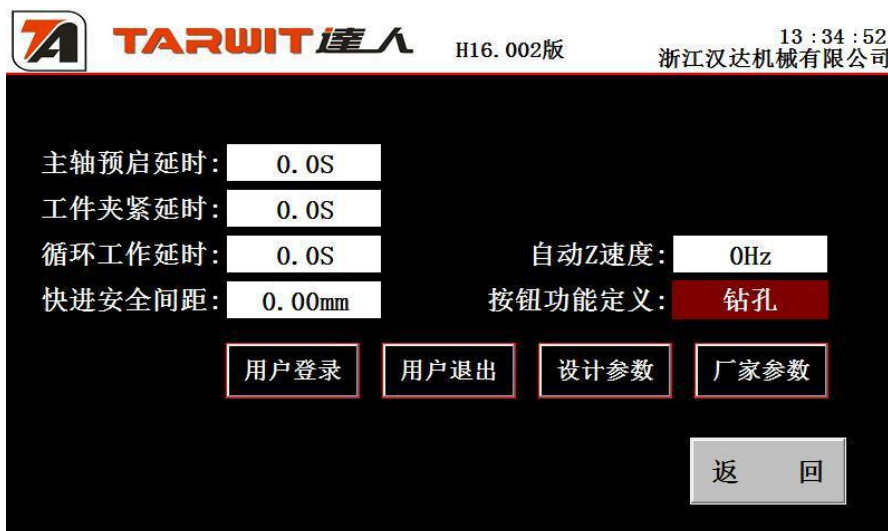 TA TARWIT達人 H16.002版 13:34:52
浙江汉达机械有限公司
主轴预启延时: 0.0S
工件夹紧延时: 0.0S
循环工作延时: 0.0S 自动Z速度: 0Hz
快进安全间距: 0.00mm 按钮功能定义: 钻孔
用户登录 用户退出 设计参数 厂家参数
返 回